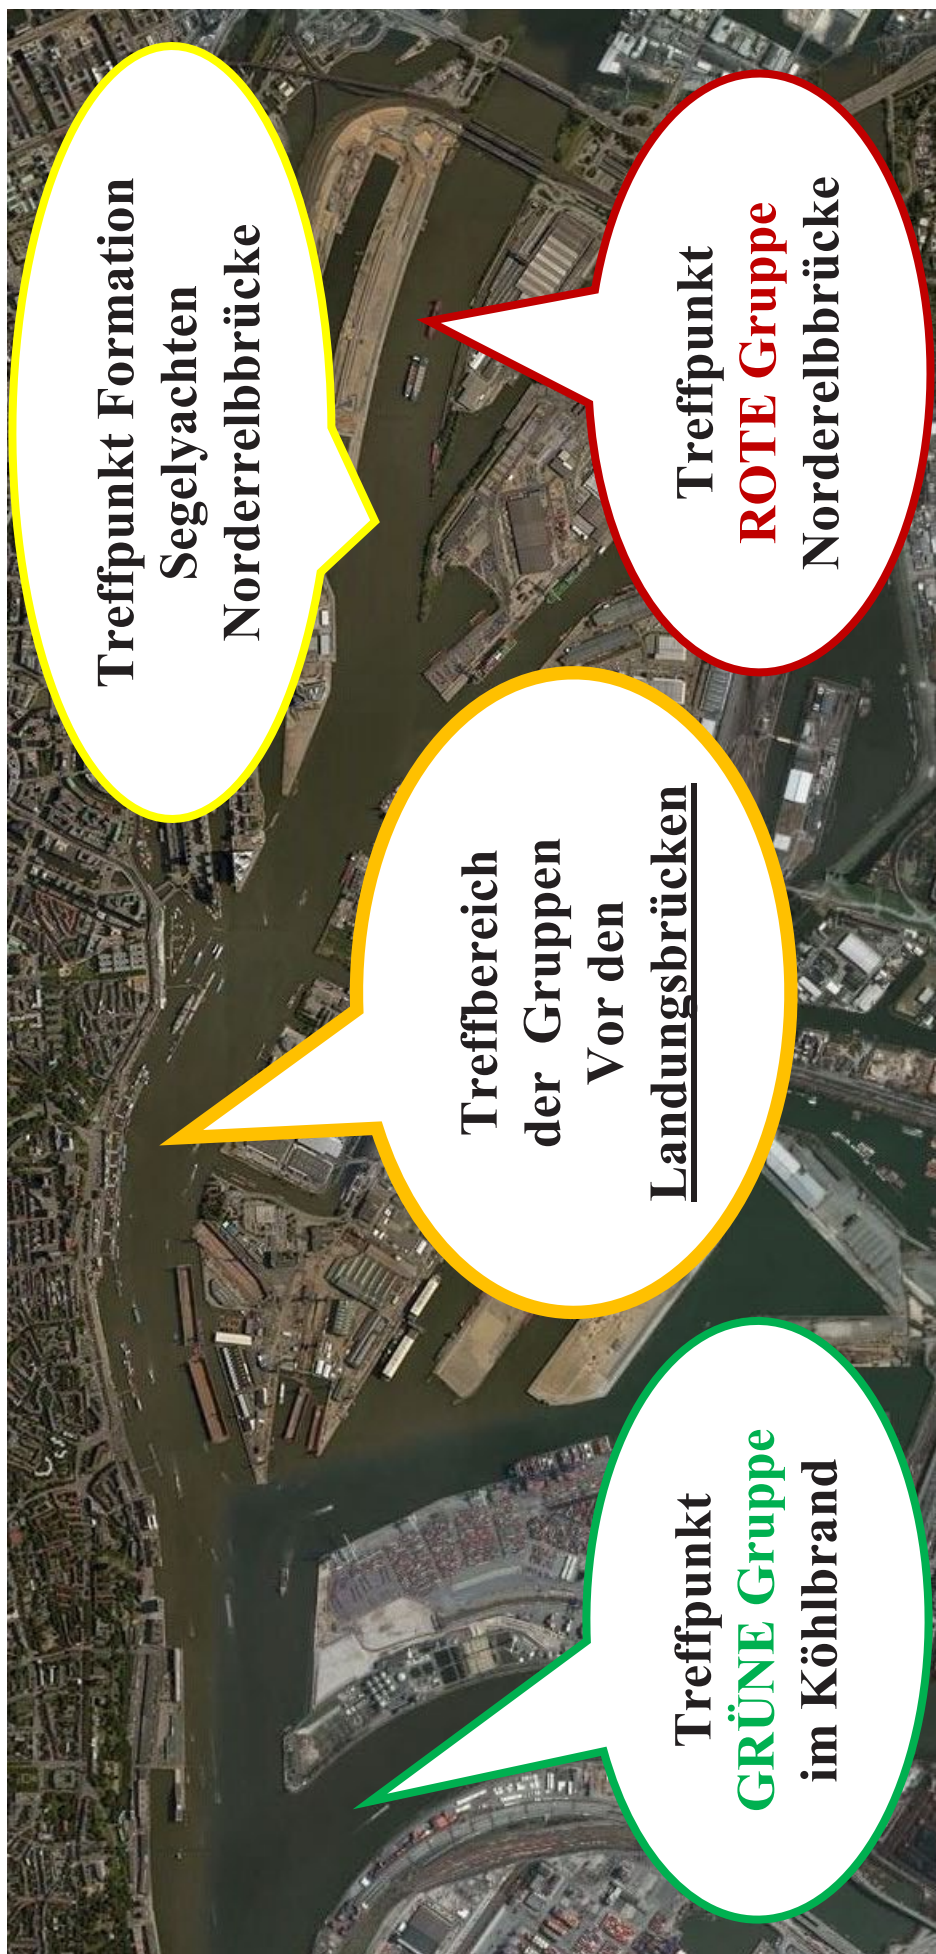 Treffpunkt Formation
Segelyachten
Norderrelbbrücke
Treffpunkt
ROTE Gruppe
Norderelbbrücke
Treffbereich
der Gruppen
Vor den
Landungsbrücken
Treffpunkt
GRÜNE Gruppe
im Köhlbrand